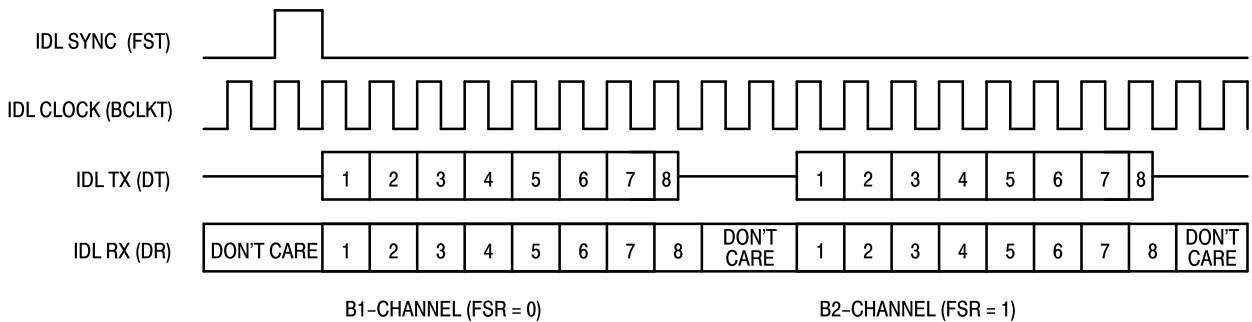 IDL SYNC (FST)
IDL CLOCK (BCLKT)
IDL TX (DT) 1 2 3 4 5 6 7 8 1 2 3 4 5 6 7 8
IDL RX (DR) DON'T CARE 1 2 3 4 5 6 7 8 DON'T CARE 1 2 3 4 5 6 7 8 DON'T CARE
B1–CHANNEL (FSR = 0) B2–CHANNEL (FSR = 1)